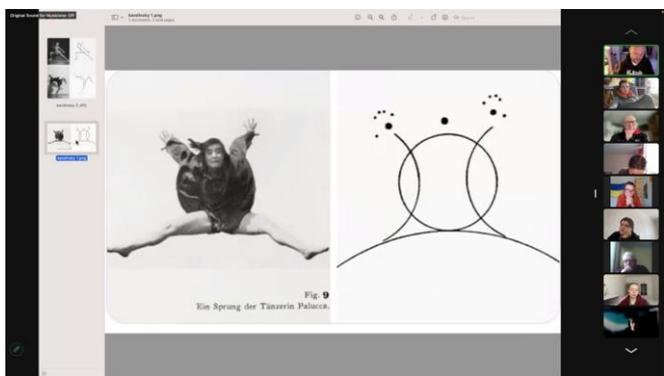 Original Sound for Musicians: Off
kandinsky 1.png
kandinsky 2.JPG
kandinsky 1.png
Fig. 9
Ein Sprung der Tänzerin Palucca.